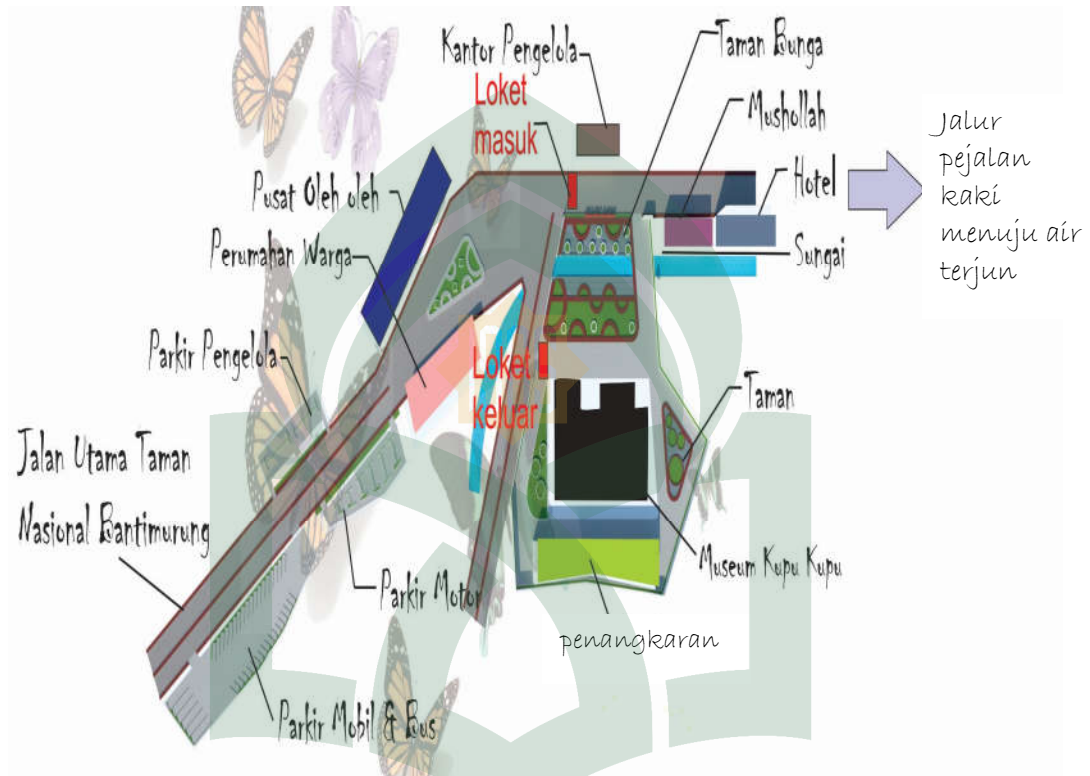 Kantor Pengelola
Taman Bunga
Loket
masuk
Mushollah
Jalur
pejalan
kaki
menuju air
terjun
Hotel
Pusat Oleh oleh
Perumahan Warga
Sungai
Parkir Pengelola
Loket
keluar
Taman
Jalan Utama Taman
Nasional Bantimurung
Museum Kupu Kupu
Parkir Motor
penangkaran
Parkir Mobil & Bus